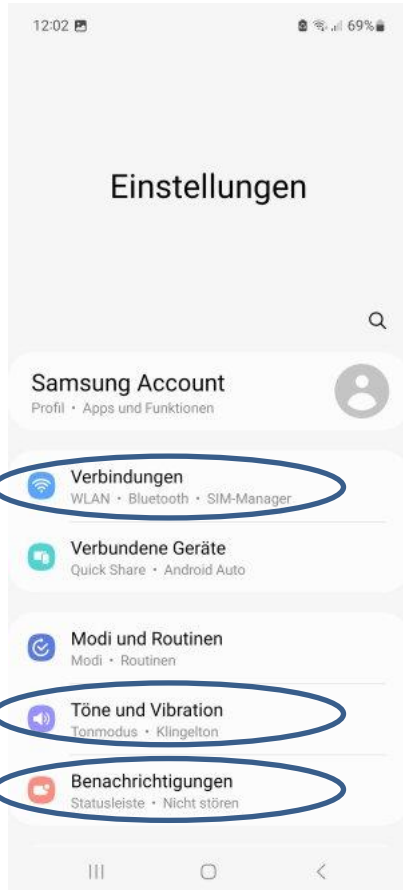 12:02 69%
Einstellungen
Samsung Account
Profil • Apps und Funktionen
Verbindungen
WLAN • Bluetooth • SIM-Manager
Verbundene Geräte
Quick Share • Android Auto
Modi und Routinen
Modi • Routinen
Töne und Vibration
Tonmodus • Klingelton
Benachrichtigungen
Statusleiste • Nicht stören